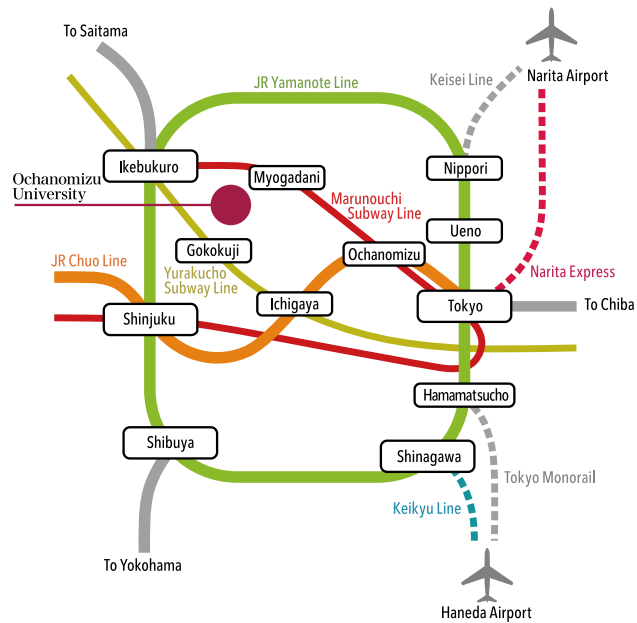 To Saitama
Narita Airport
Keisei Line
JR Yamanote Line
Ikebukuro
Myogadani
Nippori
Ochanomizu
University
Marunouchi
Subway Line
Ueno
Gokokuji
Ochanomizu
JR Chuo Line
Yurakucho
Subway Line
Narita Express
Ichigaya
Tokyo
To Chiba
Shinjuku
Hamamatsucho
Shibuya
Shinagawa
Tokyo Monorail
Keikyu Line
To Yokohama
Haneda Airport